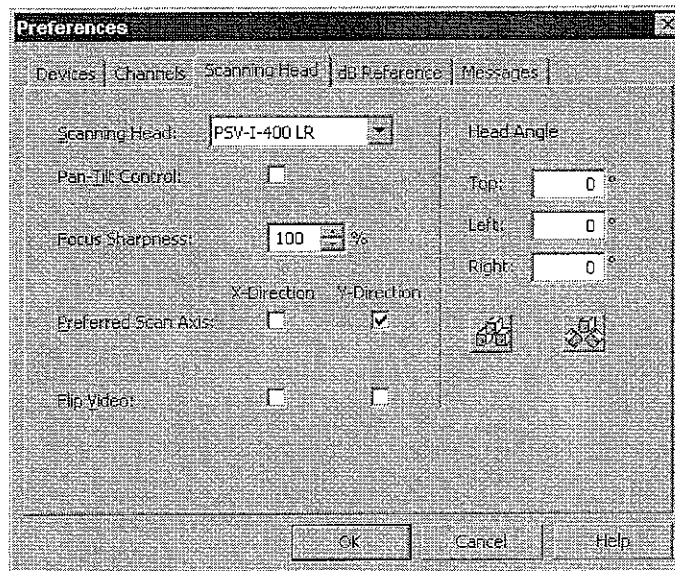 Preferences
Devices Channels Scanning Head dB Reference Messages
Scanning Head: PSV-I-400 LR
Head Angle
Pan-Tilt Control:
Top: 0 °
Focus Sharpness: 100 %
Left: 0 °
Right: 0 °
X-Direction Y-Direction
Preferred Scan Axis:
Flip Video:
OK Cancel Help